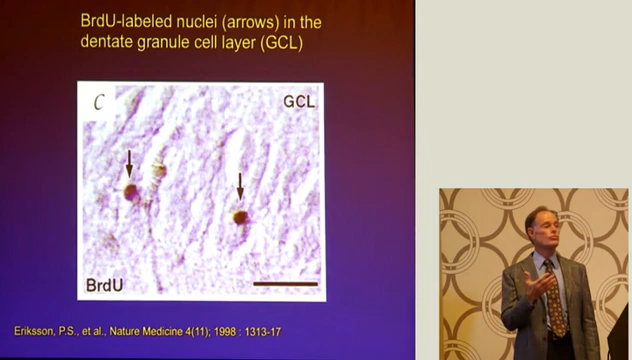 BrdU-labeled nuclei (arrows) in the
dentate granule cell layer (GCL)
C
GCL
BrdU
Eriksson, P.S., et al., Nature Medicine 4(11); 1998 : 1313-17